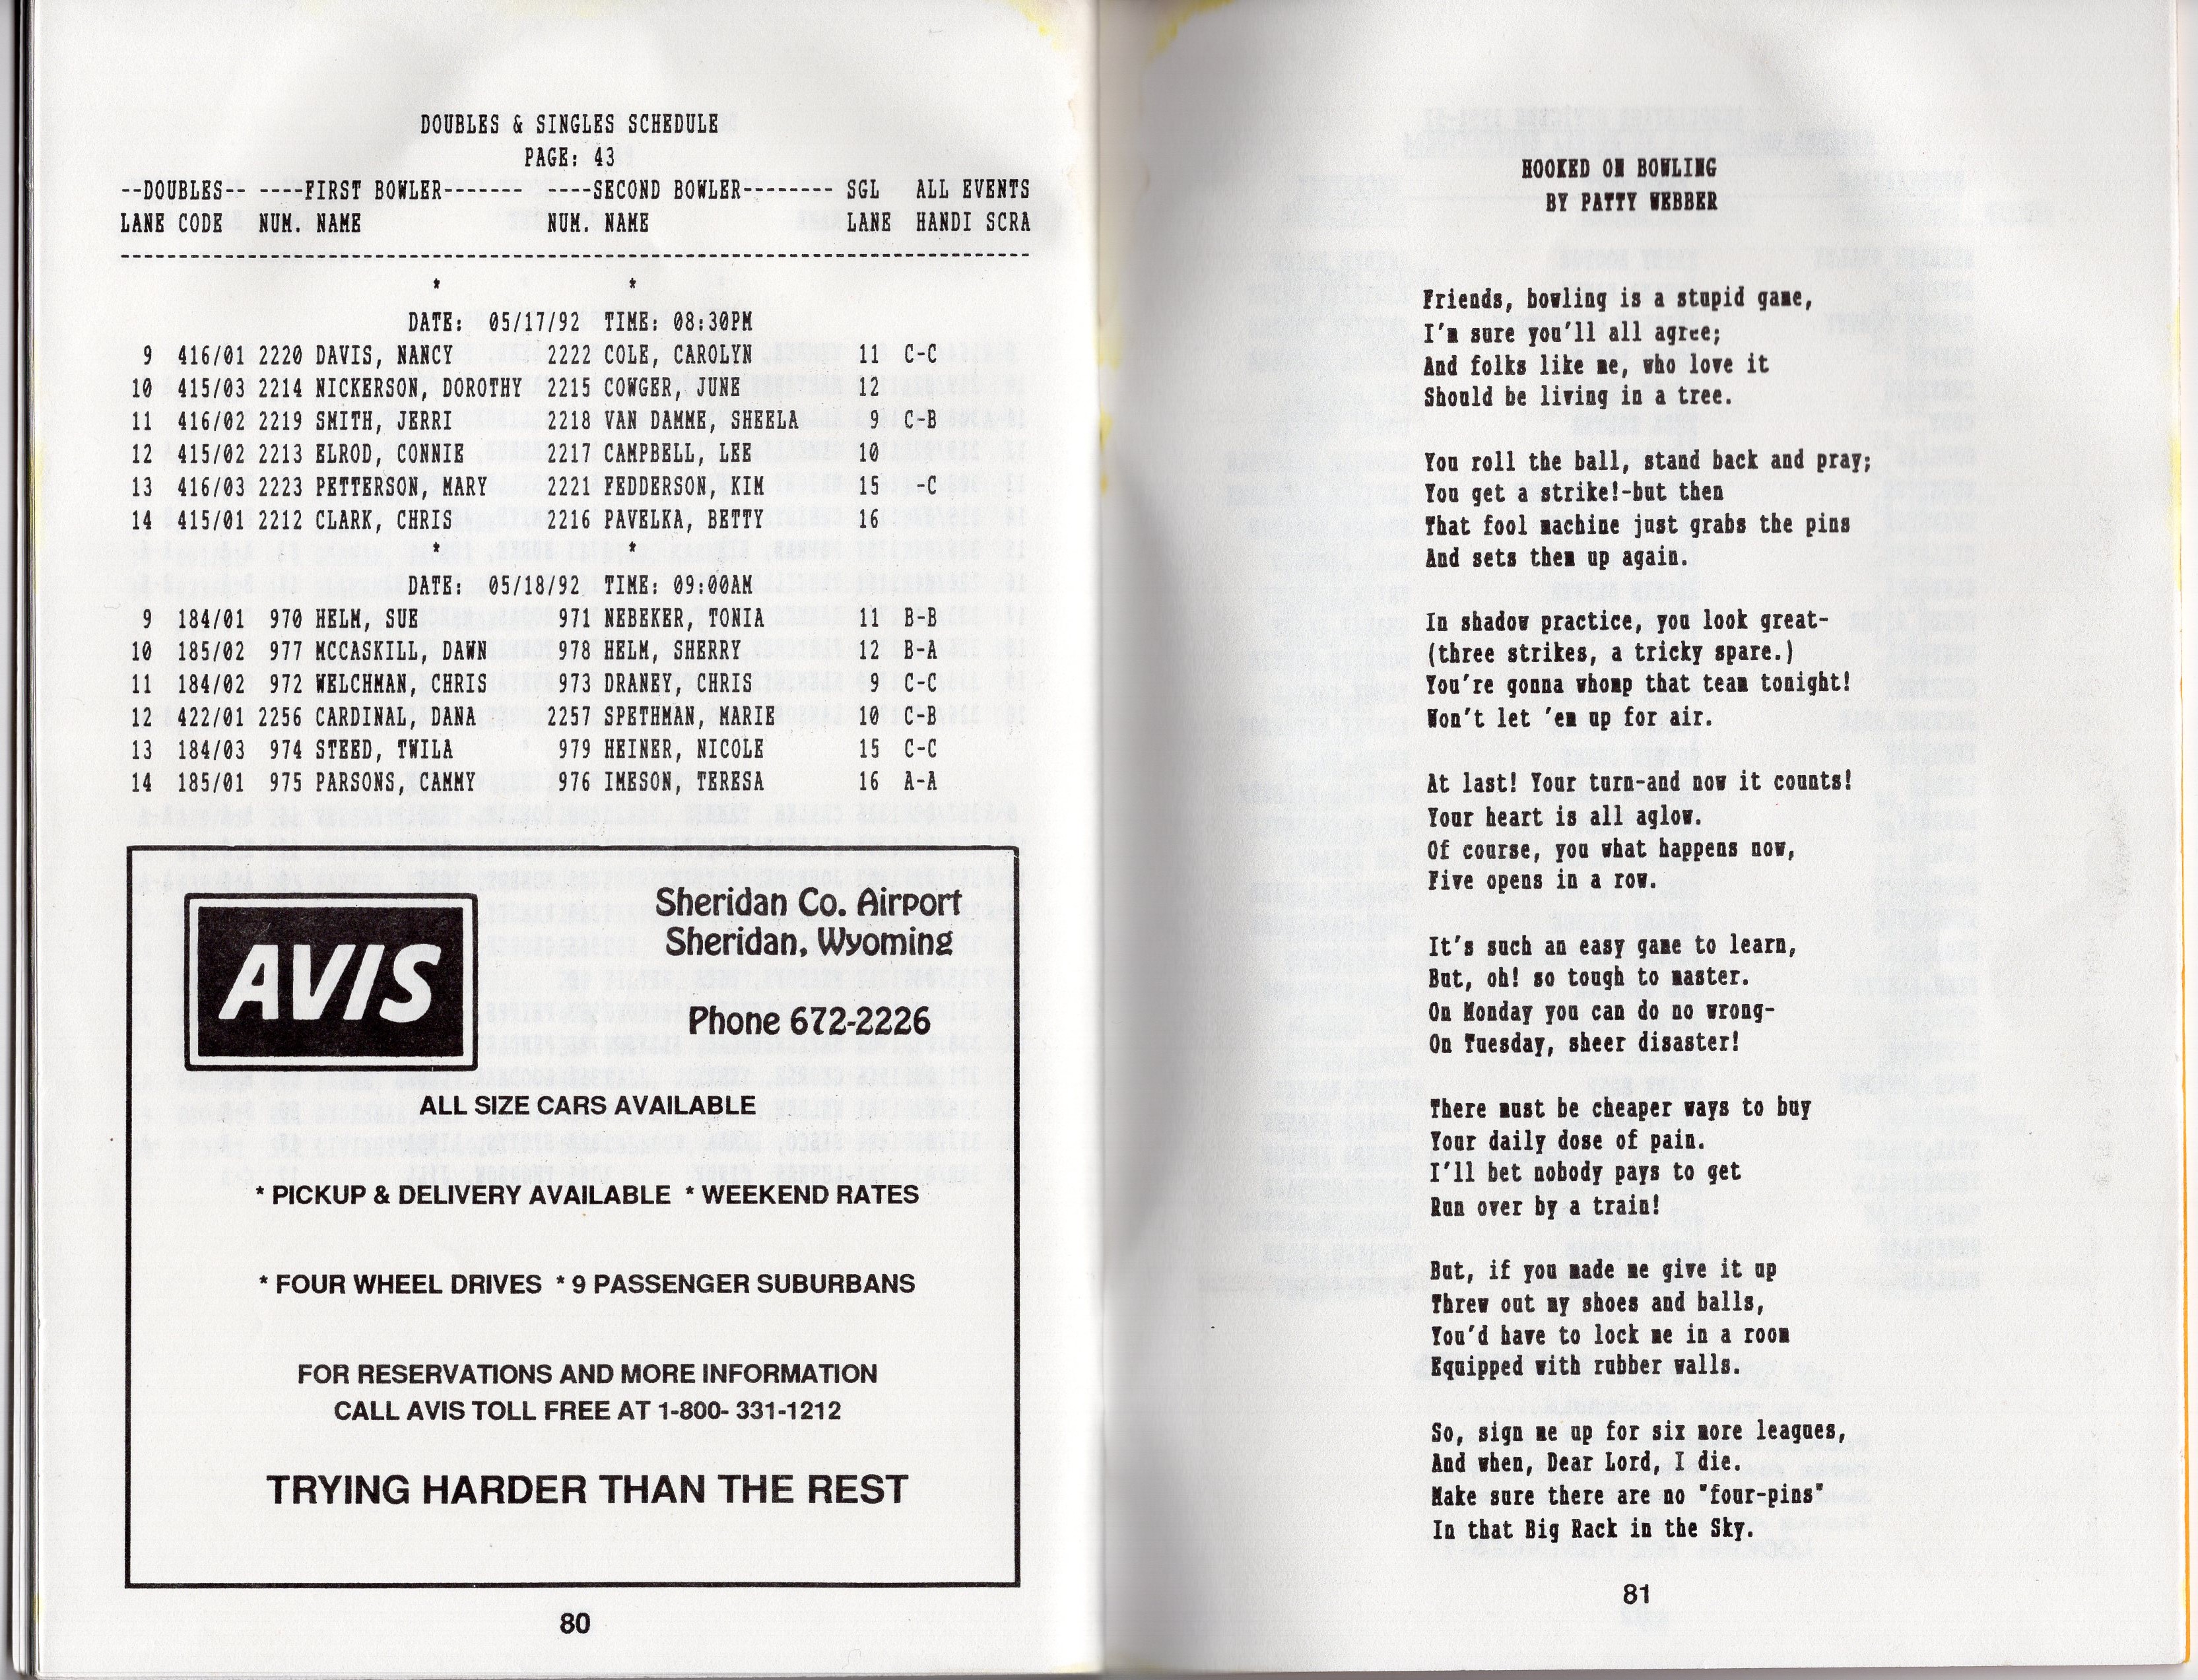 DOUBLES & SINGLES SCHEDULE
PAGE: 43
--DOUBLES-- ----FIRST BOWLER--------- ----SECOND BOWLER-------- SGL ALL EVENTS
LANE CODE NUM. NAME NUM. NAME LANE HANDI SCRA
-------------------------------------------------------------------------------
* *
DATE: 05/17/92 TIME: 08:30PM
9 416/01 2220 DAVIS, NANCY 2222 COLE, CAROLYN 11 C-C
10 415/03 2214 NICKERSON, DOROTHY 2215 COWGER, JUNE 12
11 416/02 2219 SMITH, JERRI 2218 VAN DAMME, SHEELA 9 C-B
12 415/02 2213 ELROD, CONNIE 2217 CAMPBELL, LEE 10
13 416/03 2223 PETTERSON, MARY 2221 FEDDERSON, KIM 15 -C
14 415/01 2212 CLARK, CHRIS 2216 PAVELKA, BETTY 16
* *
DATE: 05/18/92 TIME: 09:00AM
9 184/01 970 HELM, SUE 971 NEBEKER, TONIA 11 B-B
10 185/02 977 MCCASKILL, DAWN 978 HELM, SHERRY 12 B-A
11 184/02 972 WELCHMAN, CHRIS 973 DRANEY, CHRIS 9 C-C
12 422/01 2256 CARDINAL, DANA 2257 SPETHMAN, MARIE 10 C-B
13 184/03 974 STEED, TWILA 979 HEINER, NICOLE 15 C-C
14 185/01 975 PARSONS, CAMMY 976 IMESON, TERESA 16 A-A
AVIS
Sheridan Co. Airport
Sheridan, Wyoming
Phone 672-2226
ALL SIZE CARS AVAILABLE
* PICKUP & DELIVERY AVAILABLE * WEEKEND RATES
* FOUR WHEEL DRIVES * 9 PASSENGER SUBURBANS
FOR RESERVATIONS AND MORE INFORMATION
CALL AVIS TOLL FREE AT 1-800- 331-1212
TRYING HARDER THAN THE REST
80
HOOKED ON BOWLING
BY PATTY WEBBER
Friends, bowling is a stupid game,
I'm sure you'll all agree;
And folks like me, who love it
Should be living in a tree.
You roll the ball, stand back and pray;
You get a strike!-but then
That fool machine just grabs the pins
And sets them up again.
In shadow practice, you look great-
(three strikes, a tricky spare.)
You're gonna whomp that team tonight!
Won't let 'em up for air.
At last! Your turn-and now it counts!
Your heart is all aglow.
Of course, you what happens now,
Five opens in a row.
It's such an easy game to learn,
But, oh! so tough to master.
On Monday you can do no wrong-
On Tuesday, sheer disaster!
There must be cheaper ways to buy
Your daily dose of pain.
I'll bet nobody pays to get
Run over by a train!
But, if you made me give it up
Threw out my shoes and balls,
You'd have to lock me in a room
Equipped with rubber walls.
So, sign me up for six more leagues,
And when, Dear Lord, I die.
Make sure there are no "four-pins"
In that Big Rack in the Sky.
81